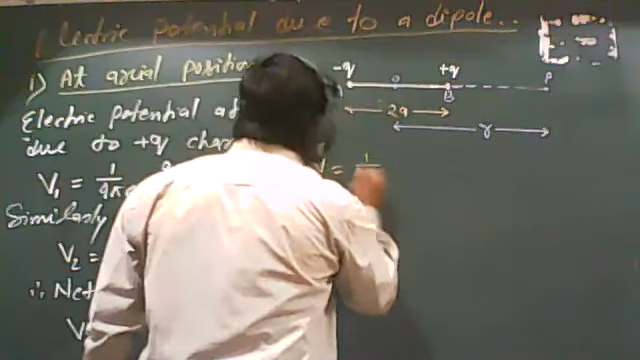 Electric potential due to a dipole..
1) At axial position
-q O +q B P
2a
r
Electric potential at
due to +q char
V₁ = 1
Similarly
V₂ =
∴ Net
V
V = 1